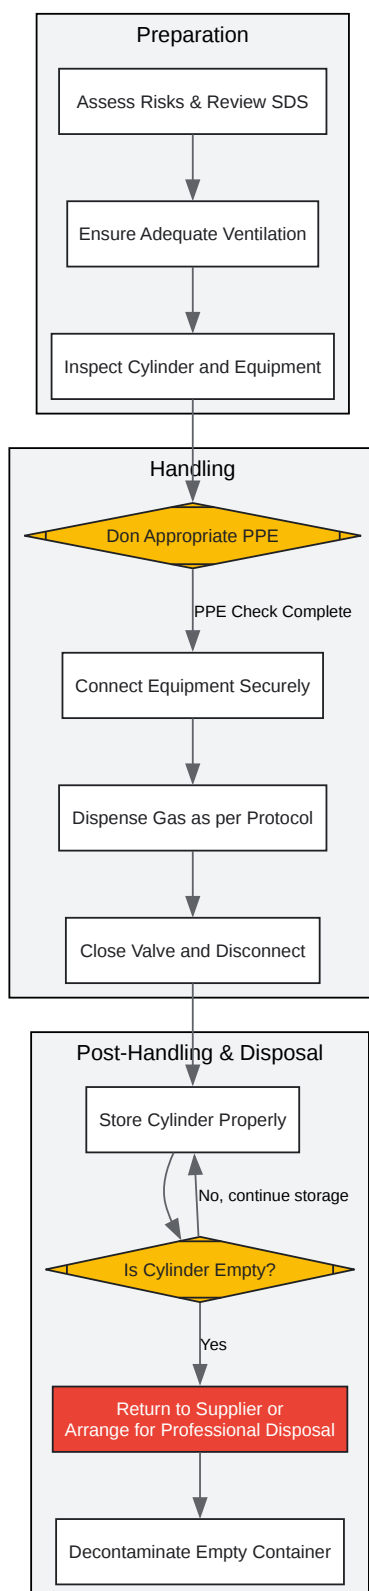 Preparation
Assess Risks & Review SDS
Ensure Adequate Ventilation
Inspect Cylinder and Equipment
Handling
Don Appropriate PPE
PPE Check Complete
Connect Equipment Securely
Dispense Gas as per Protocol
Close Valve and Disconnect
Post-Handling & Disposal
Store Cylinder Properly
No, continue storage
Is Cylinder Empty?
Yes
Return to Supplier or
Arrange for Professional Disposal
Decontaminate Empty Container